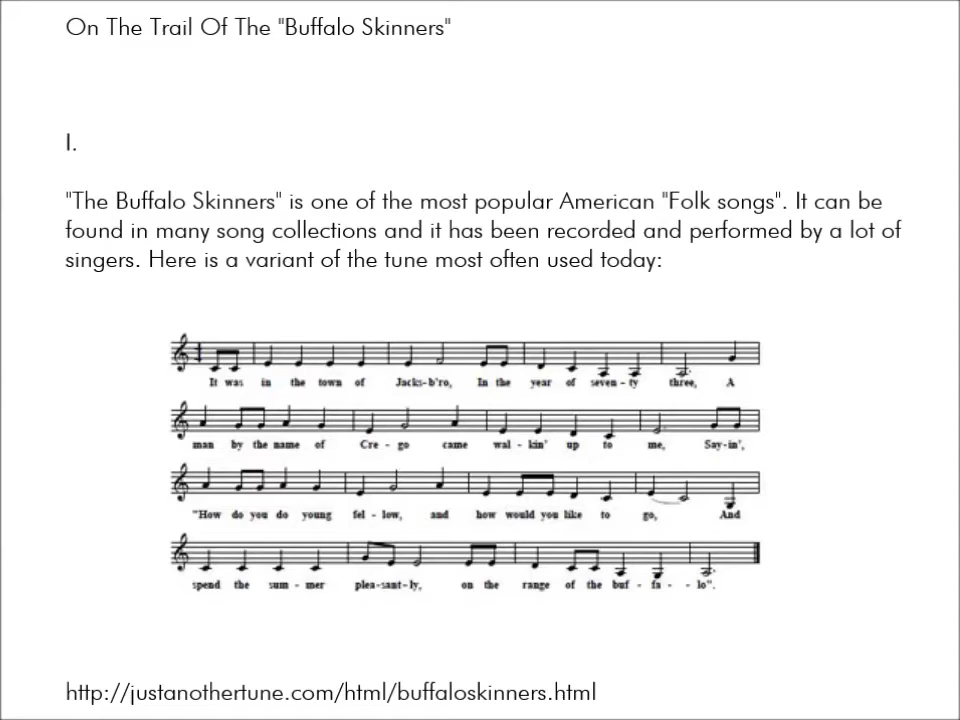 On The Trail Of The "Buffalo Skinners"
I.
"The Buffalo Skinners" is one of the most popular American "Folk songs". It can be
found in many song collections and it has been recorded and performed by a lot of
singers. Here is a variant of the tune most often used today:
It was in the town of Jacks-b'ro, In the year of seven-ty three, A
man by the name of Cre-go came wal-kin' up to me, Say-in',
"How do you do young fel-low, and how would you like to go, And
spend the sum-mer plea-sant-ly, on the range of the buf-fa--lo".
http://justanothertune.com/html/buffaloskinners.html